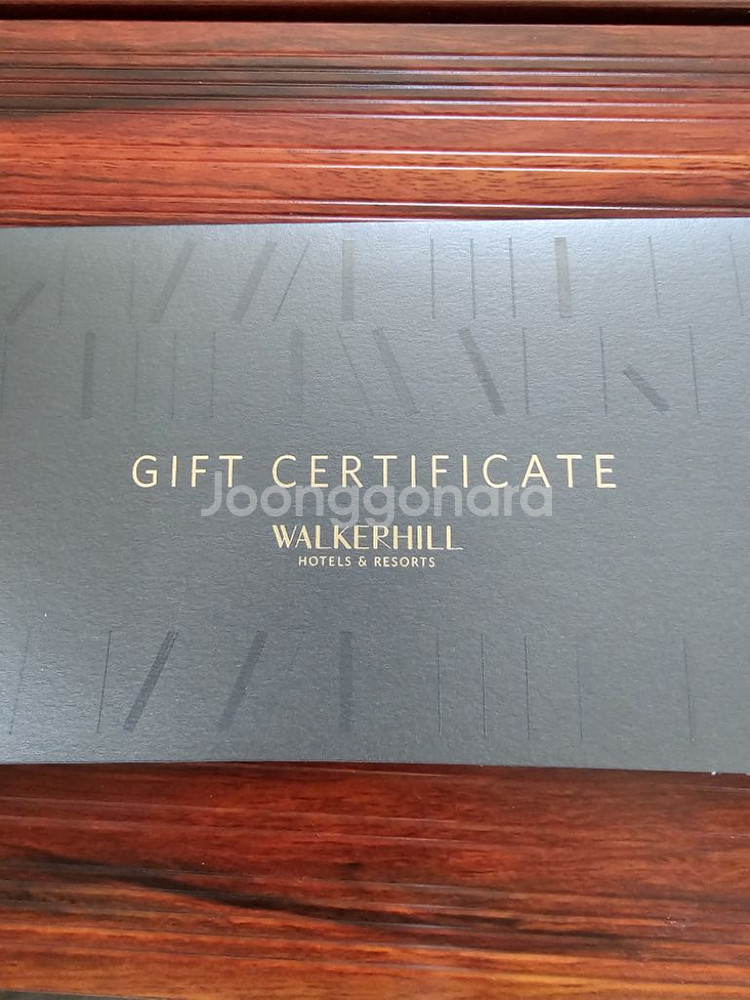 GIFT CERTIFICATE
Joonggonara
WALKERHILL
HOTELS & RESORTS